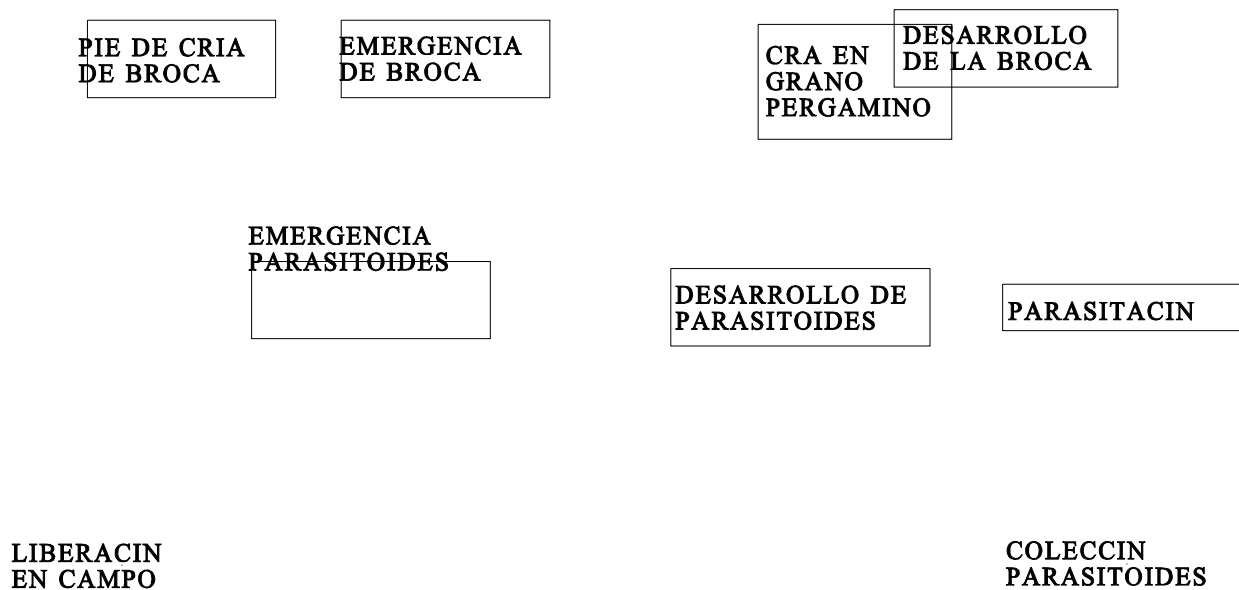 PIE DE CRIA
DE BROCA
EMERGENCIA
DE BROCA
CRA EN
GRANO
PERGAMINO
DESARROLLO
DE LA BROCA
EMERGENCIA
PARASITOIDES
DESARROLLO DE
PARASITOIDES
PARASITACIN
LIBERACIN
EN CAMPO
COLECCIN
PARASITOIDES